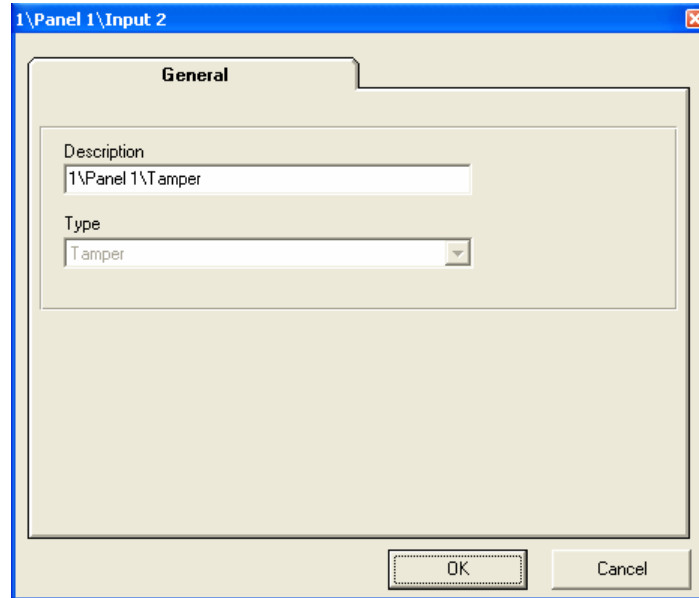 1\Panel 1\Input 2
General
Description
1\Panel 1\Tamper
Type
Tamper
OK
Cancel